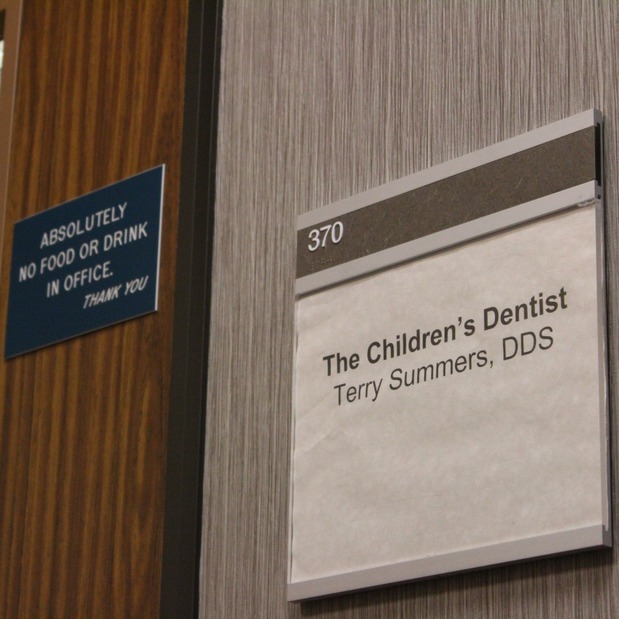 ABSOLUTELY
NO FOOD OR DRINK
IN OFFICE.
THANK YOU
370
The Children's Dentist
Terry Summers, DDS